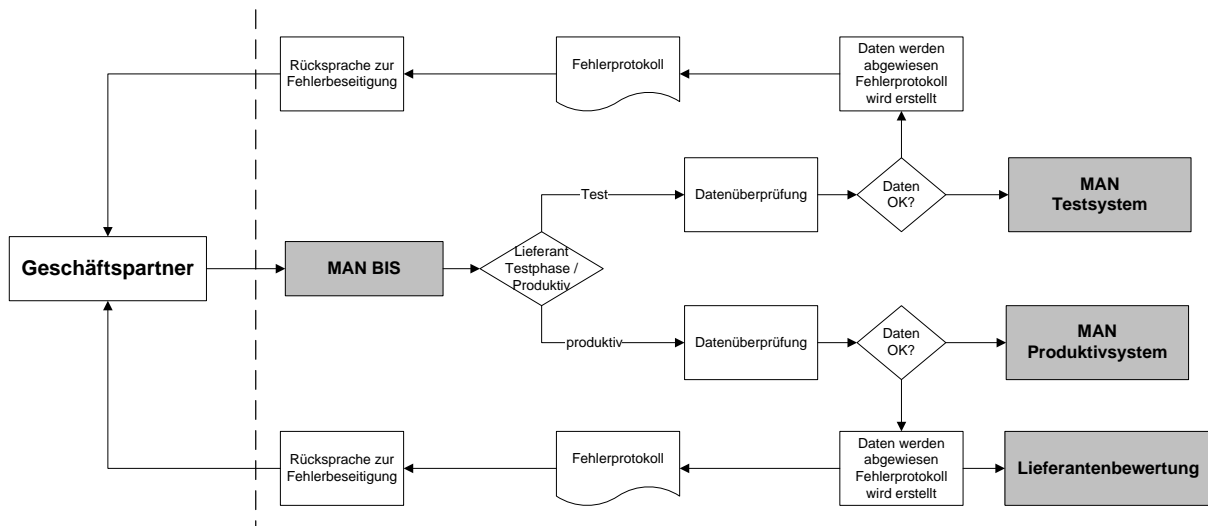 Rücksprache zur
Fehlerbeseitigung
Fehlerprotokoll
Daten werden
abgewiesen
Fehlerprotokoll
wird erstellt
Test
Datenüberprüfung
Daten
OK?
MAN
Testsystem
Geschäftspartner
MAN BIS
Lieferant
Testphase /
Produktiv
produktiv
Datenüberprüfung
Daten
OK?
MAN
Produktivsystem
Rücksprache zur
Fehlerbeseitigung
Fehlerprotokoll
Daten werden
abgewiesen
Fehlerprotokoll
wird erstellt
Lieferantenbewertung